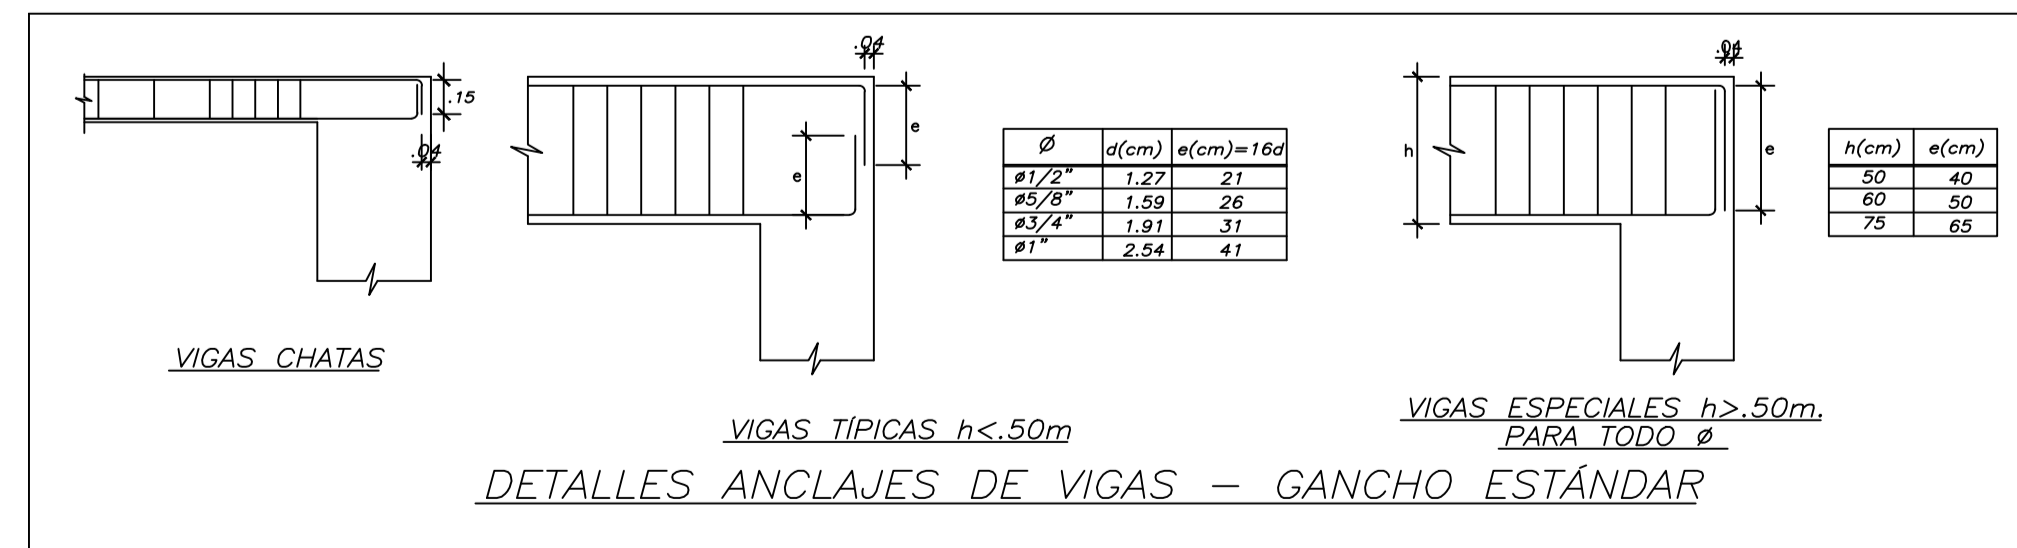 .15
.04
VIGAS CHATAS
.04
e
e
VIGAS TÍPICAS h<.50m
Ø d(cm) e(cm)=16d
ø1/2" 1.27 21
ø5/8" 1.59 26
ø3/4" 1.91 31
ø1" 2.54 41
.04
h
e
VIGAS ESPECIALES h>.50m.
PARA TODO ø
h(cm) e(cm)
50 40
60 50
75 65
DETALLES ANCLAJES DE VIGAS – GANCHO ESTÁNDAR